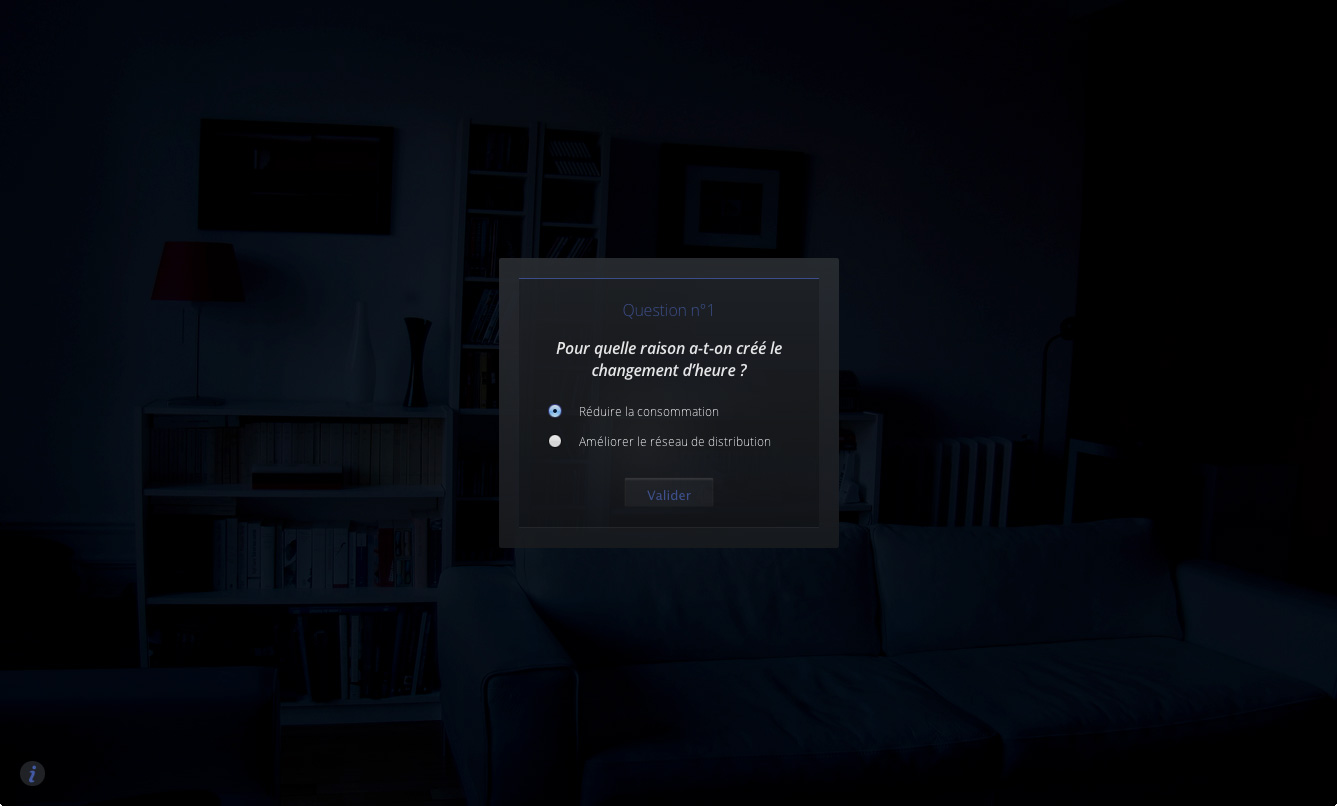 Question n°1
Pour quelle raison a-t-on créé le
changement d'heure ?
Réduire la consommation
Améliorer le réseau de distribution
Valider
i